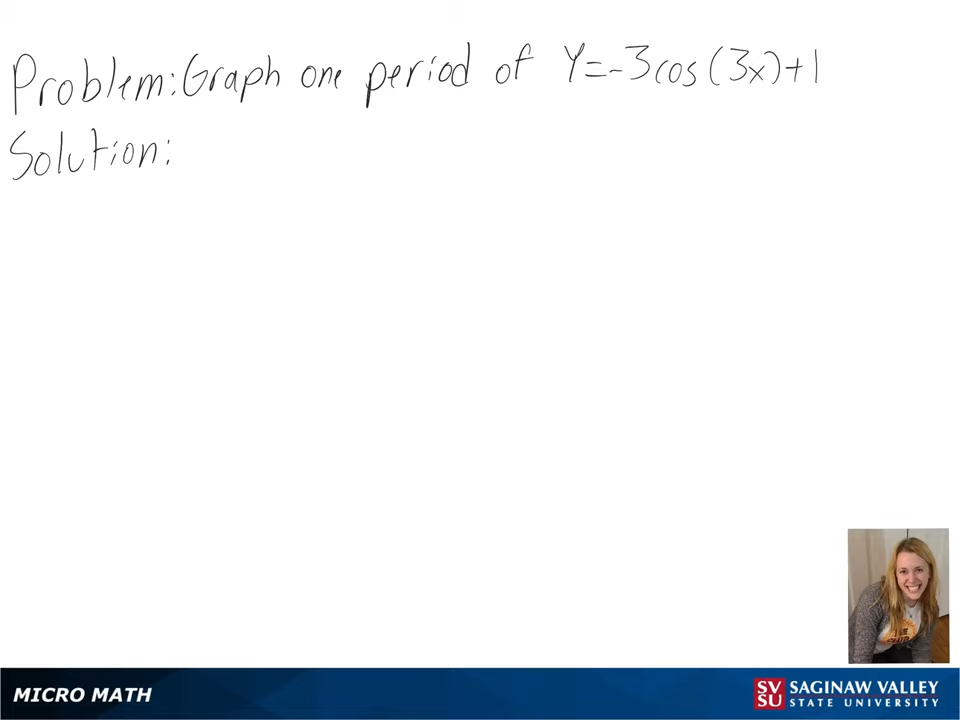 Problem: Graph one period of Y=-3cos(3x)+1
Solution:
MICRO MATH
SV SU SAGINAW VALLEY
STATE UNIVERSITY